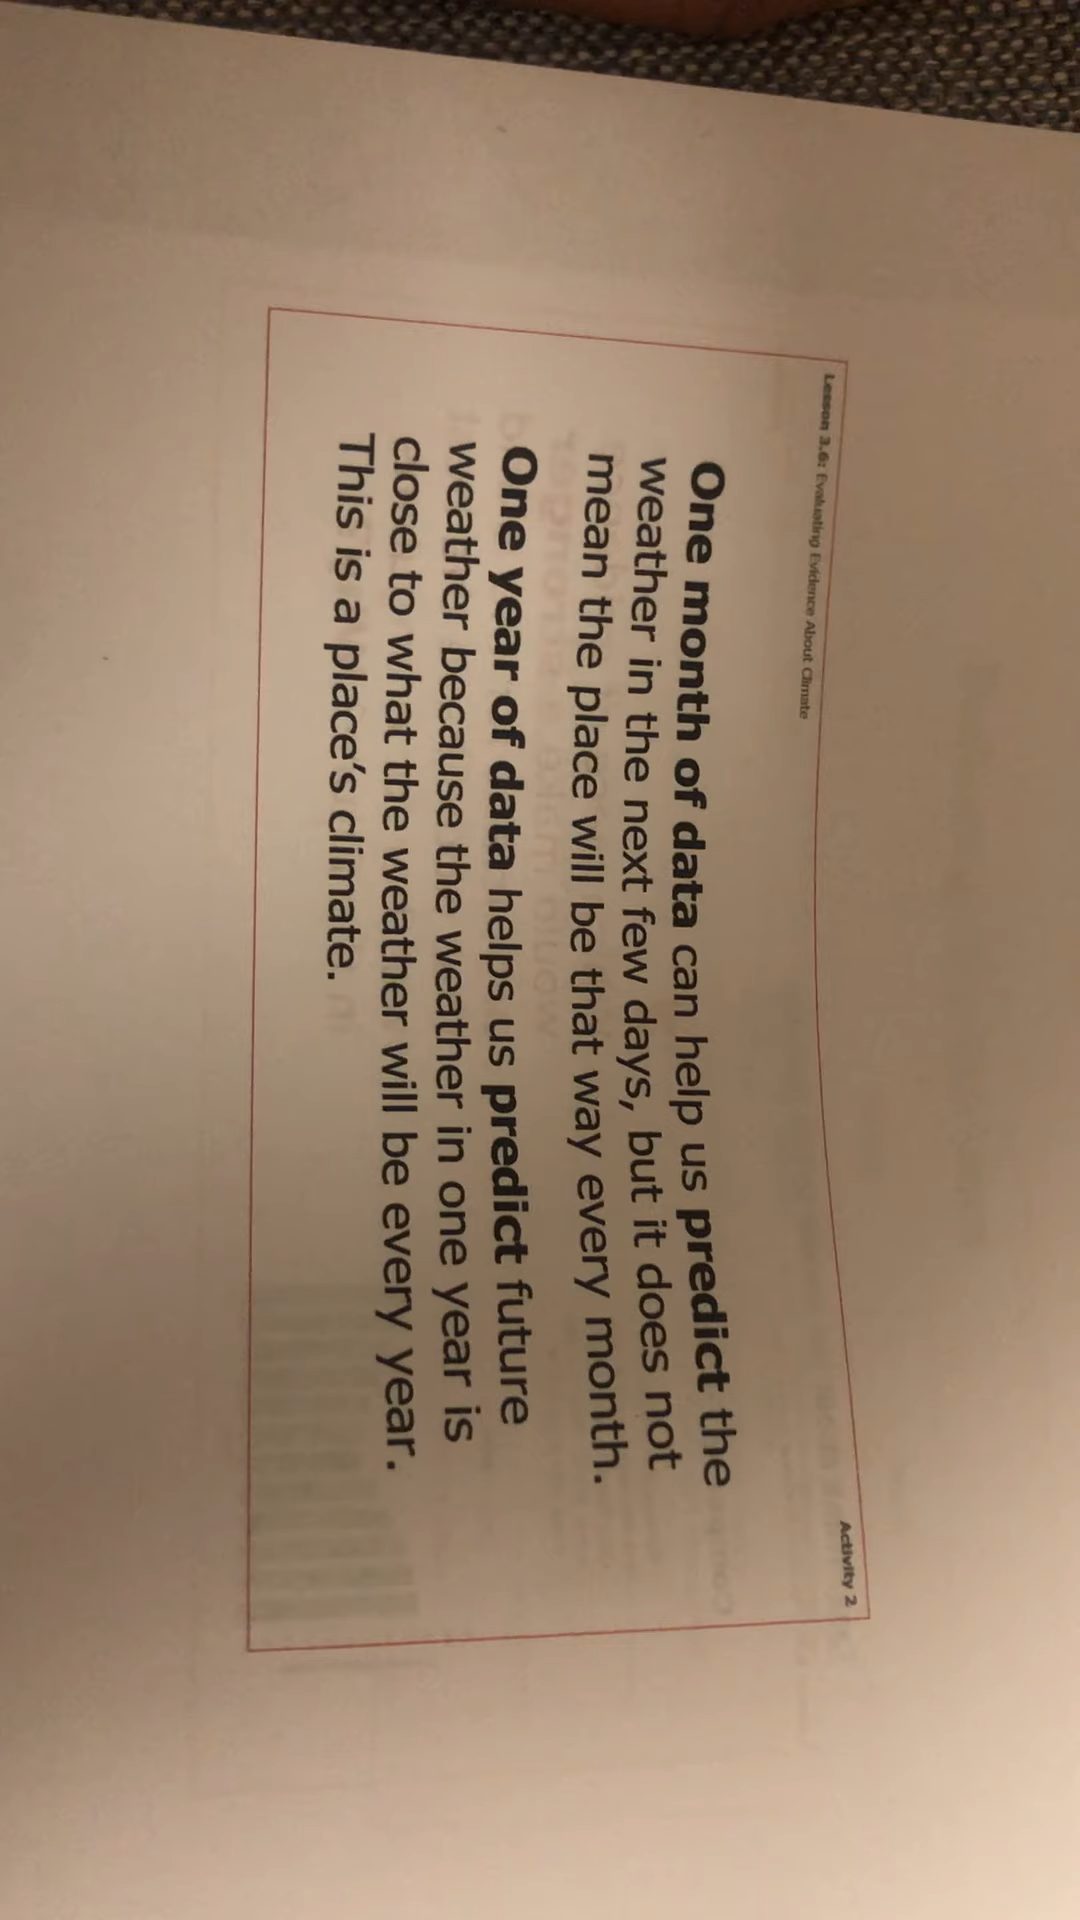 Lesson 3.6: Evaluating Evidence About Climate
Activity 2
One month of data can help us predict the
weather in the next few days, but it does not
mean the place will be that way every month.
One year of data helps us predict future
weather because the weather in one year is
close to what the weather will be every year.
This is a place's climate.